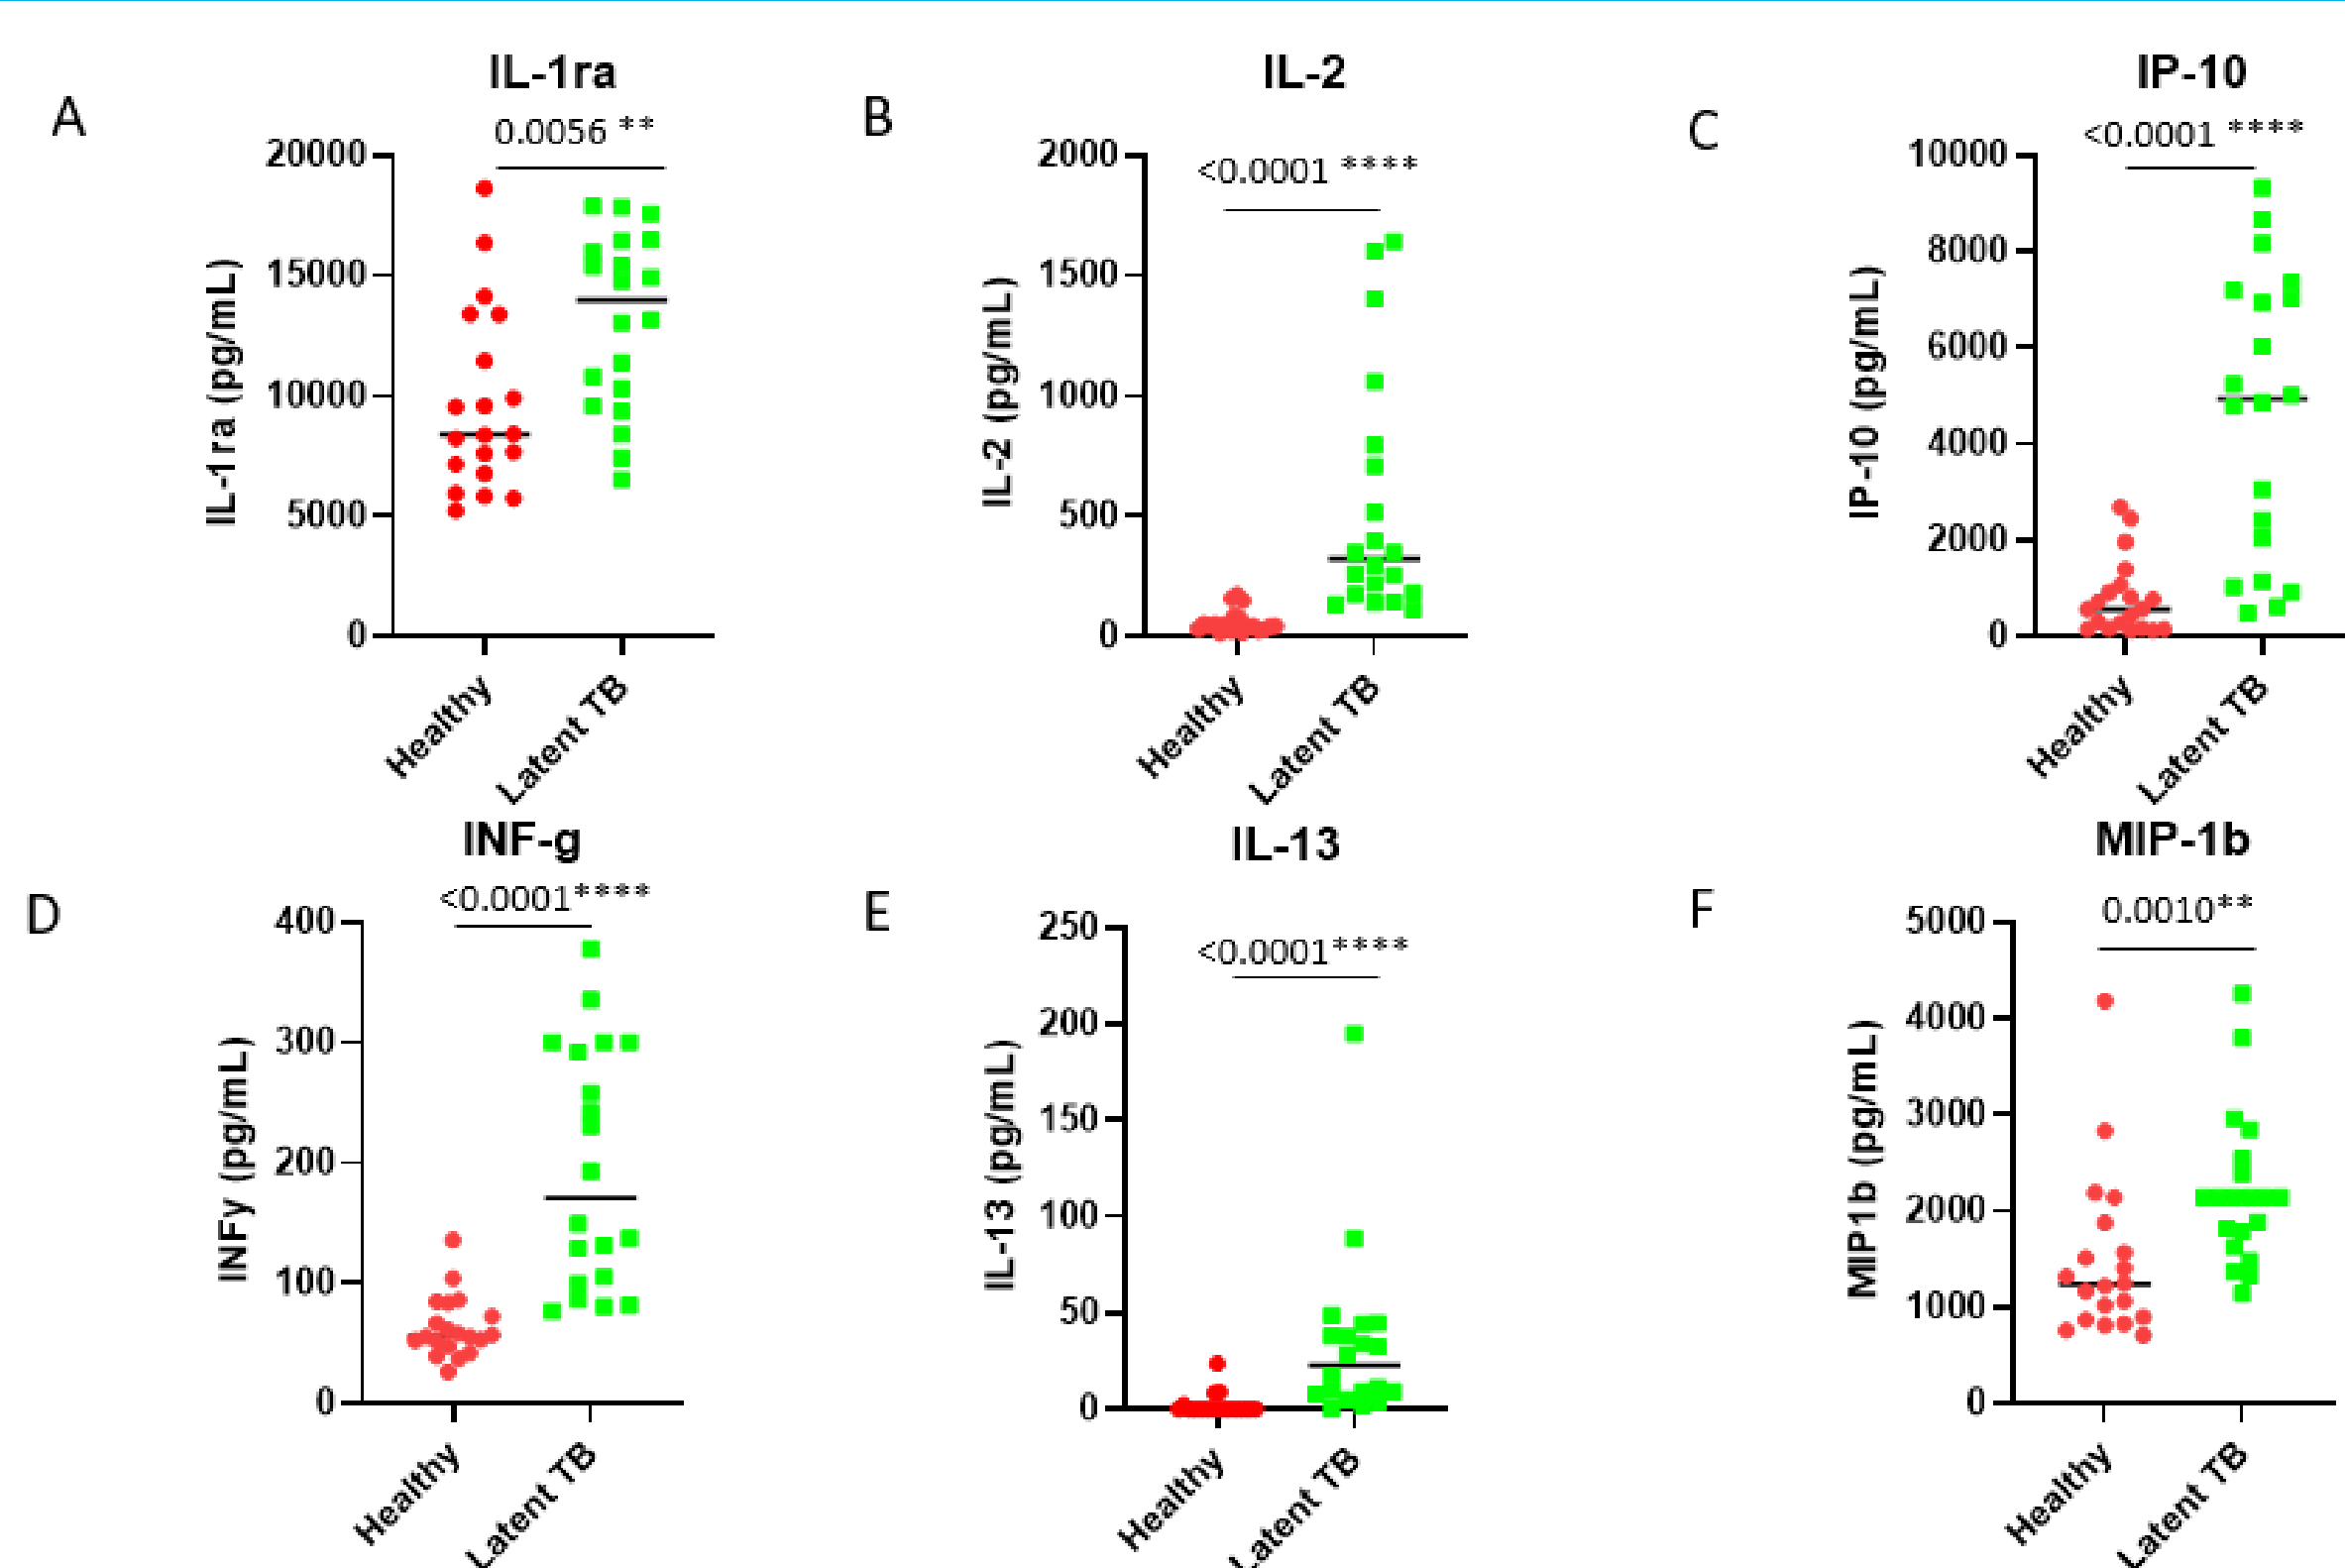 A
IL-1ra
0.0056 **
IL-1ra (pg/mL)
20000
15000
10000
5000
0
Healthy
Latent TB
B
IL-2
<0.0001 ****
IL-2 (pg/mL)
2000
1500
1000
500
0
Healthy
Latent TB
C
IP-10
<0.0001 ****
IP-10 (pg/mL)
10000
8000
6000
4000
2000
0
Healthy
Latent TB
D
INF-g
<0.0001****
INFy (pg/mL)
400
300
200
100
0
Healthy
Latent TB
E
IL-13
<0.0001****
IL-13 (pg/mL)
250
200
150
100
50
0
Healthy
Latent TB
F
MIP-1b
0.0010**
MIP1b (pg/mL)
5000
4000
3000
2000
1000
0
Healthy
Latent TB